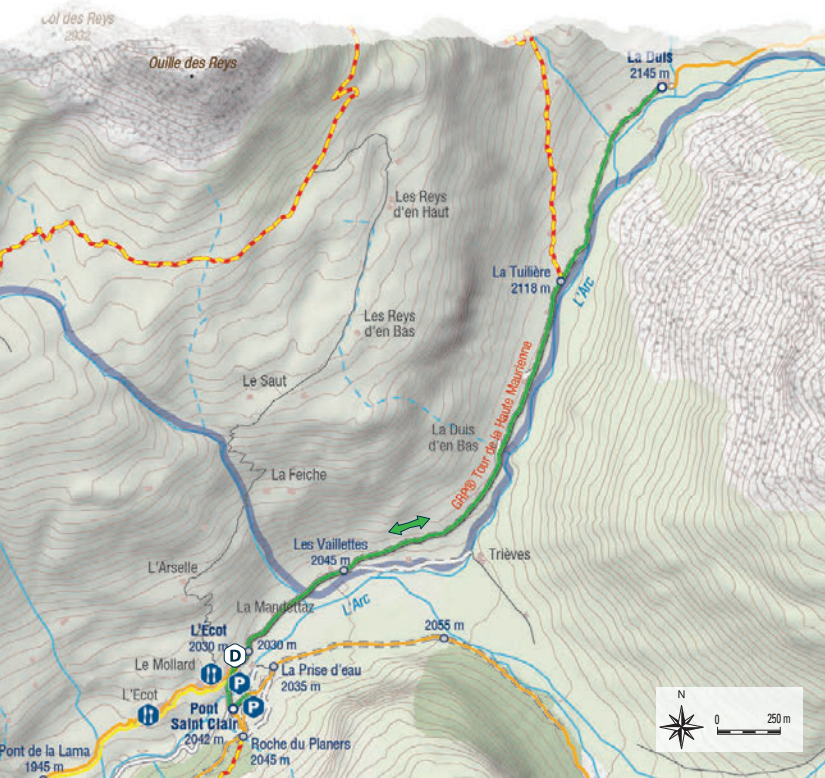 Col des Reys
2932
Ouille des Reys
La Duis
2145 m
Les Reys
d'en Haut
La Tuilière
2118 m
L'Arc
Les Reys
d'en Bas
GRP® Tour de la Haute Maurienne
Le Saut
La Duis
d'en Bas
La Feiche
Les Vaillettes
2045 m
Trièves
L'Arselle
La Mandettaz
L'Arc
L'Ecot
2030 m
2030 m
D
2055 m
Le Mollard
La Prise d'eau
2035 m
P
L'Ecot
P
Pont
Saint Clair
2042 m
Roche du Planers
2045 m
Pont de la Lama
1945 m
N
0 250 m